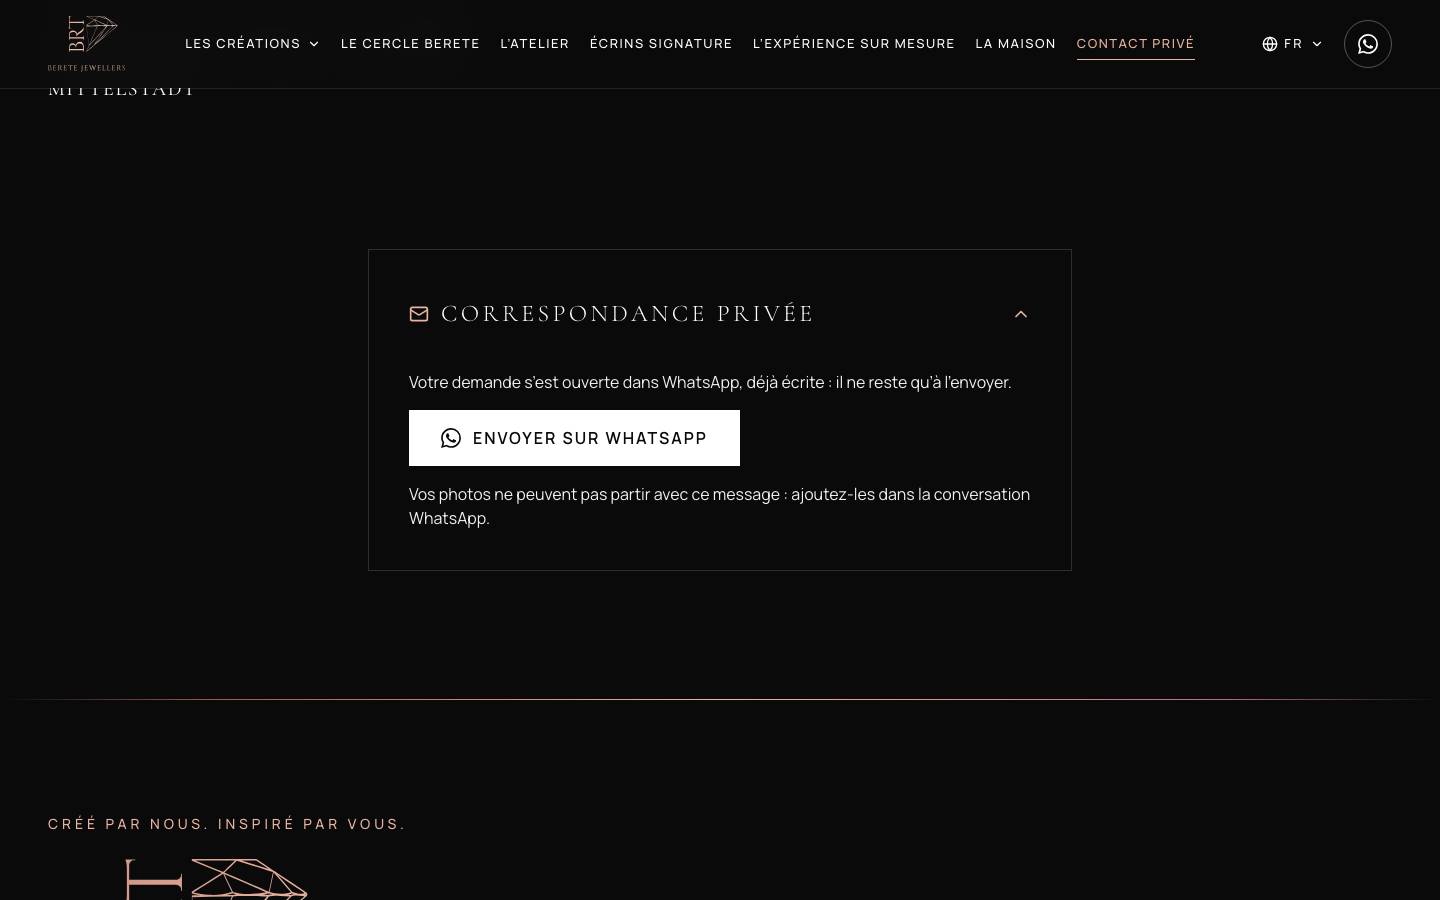 BRT
BERETE JEWELLERS
LES CRÉATIONS
LE CERCLE BERETE
L'ATELIER
ÉCRINS SIGNATURE
L'EXPÉRIENCE SUR MESURE
LA MAISON
CONTACT PRIVÉ
FR
MITTELSTADT
CORRESPONDANCE PRIVÉE
Votre demande s'est ouverte dans WhatsApp, déjà écrite : il ne reste qu'à l'envoyer.
ENVOYER SUR WHATSAPP
Vos photos ne peuvent pas partir avec ce message : ajoutez-les dans la conversation
WhatsApp.
CRÉÉ PAR NOUS. INSPIRÉ PAR VOUS.